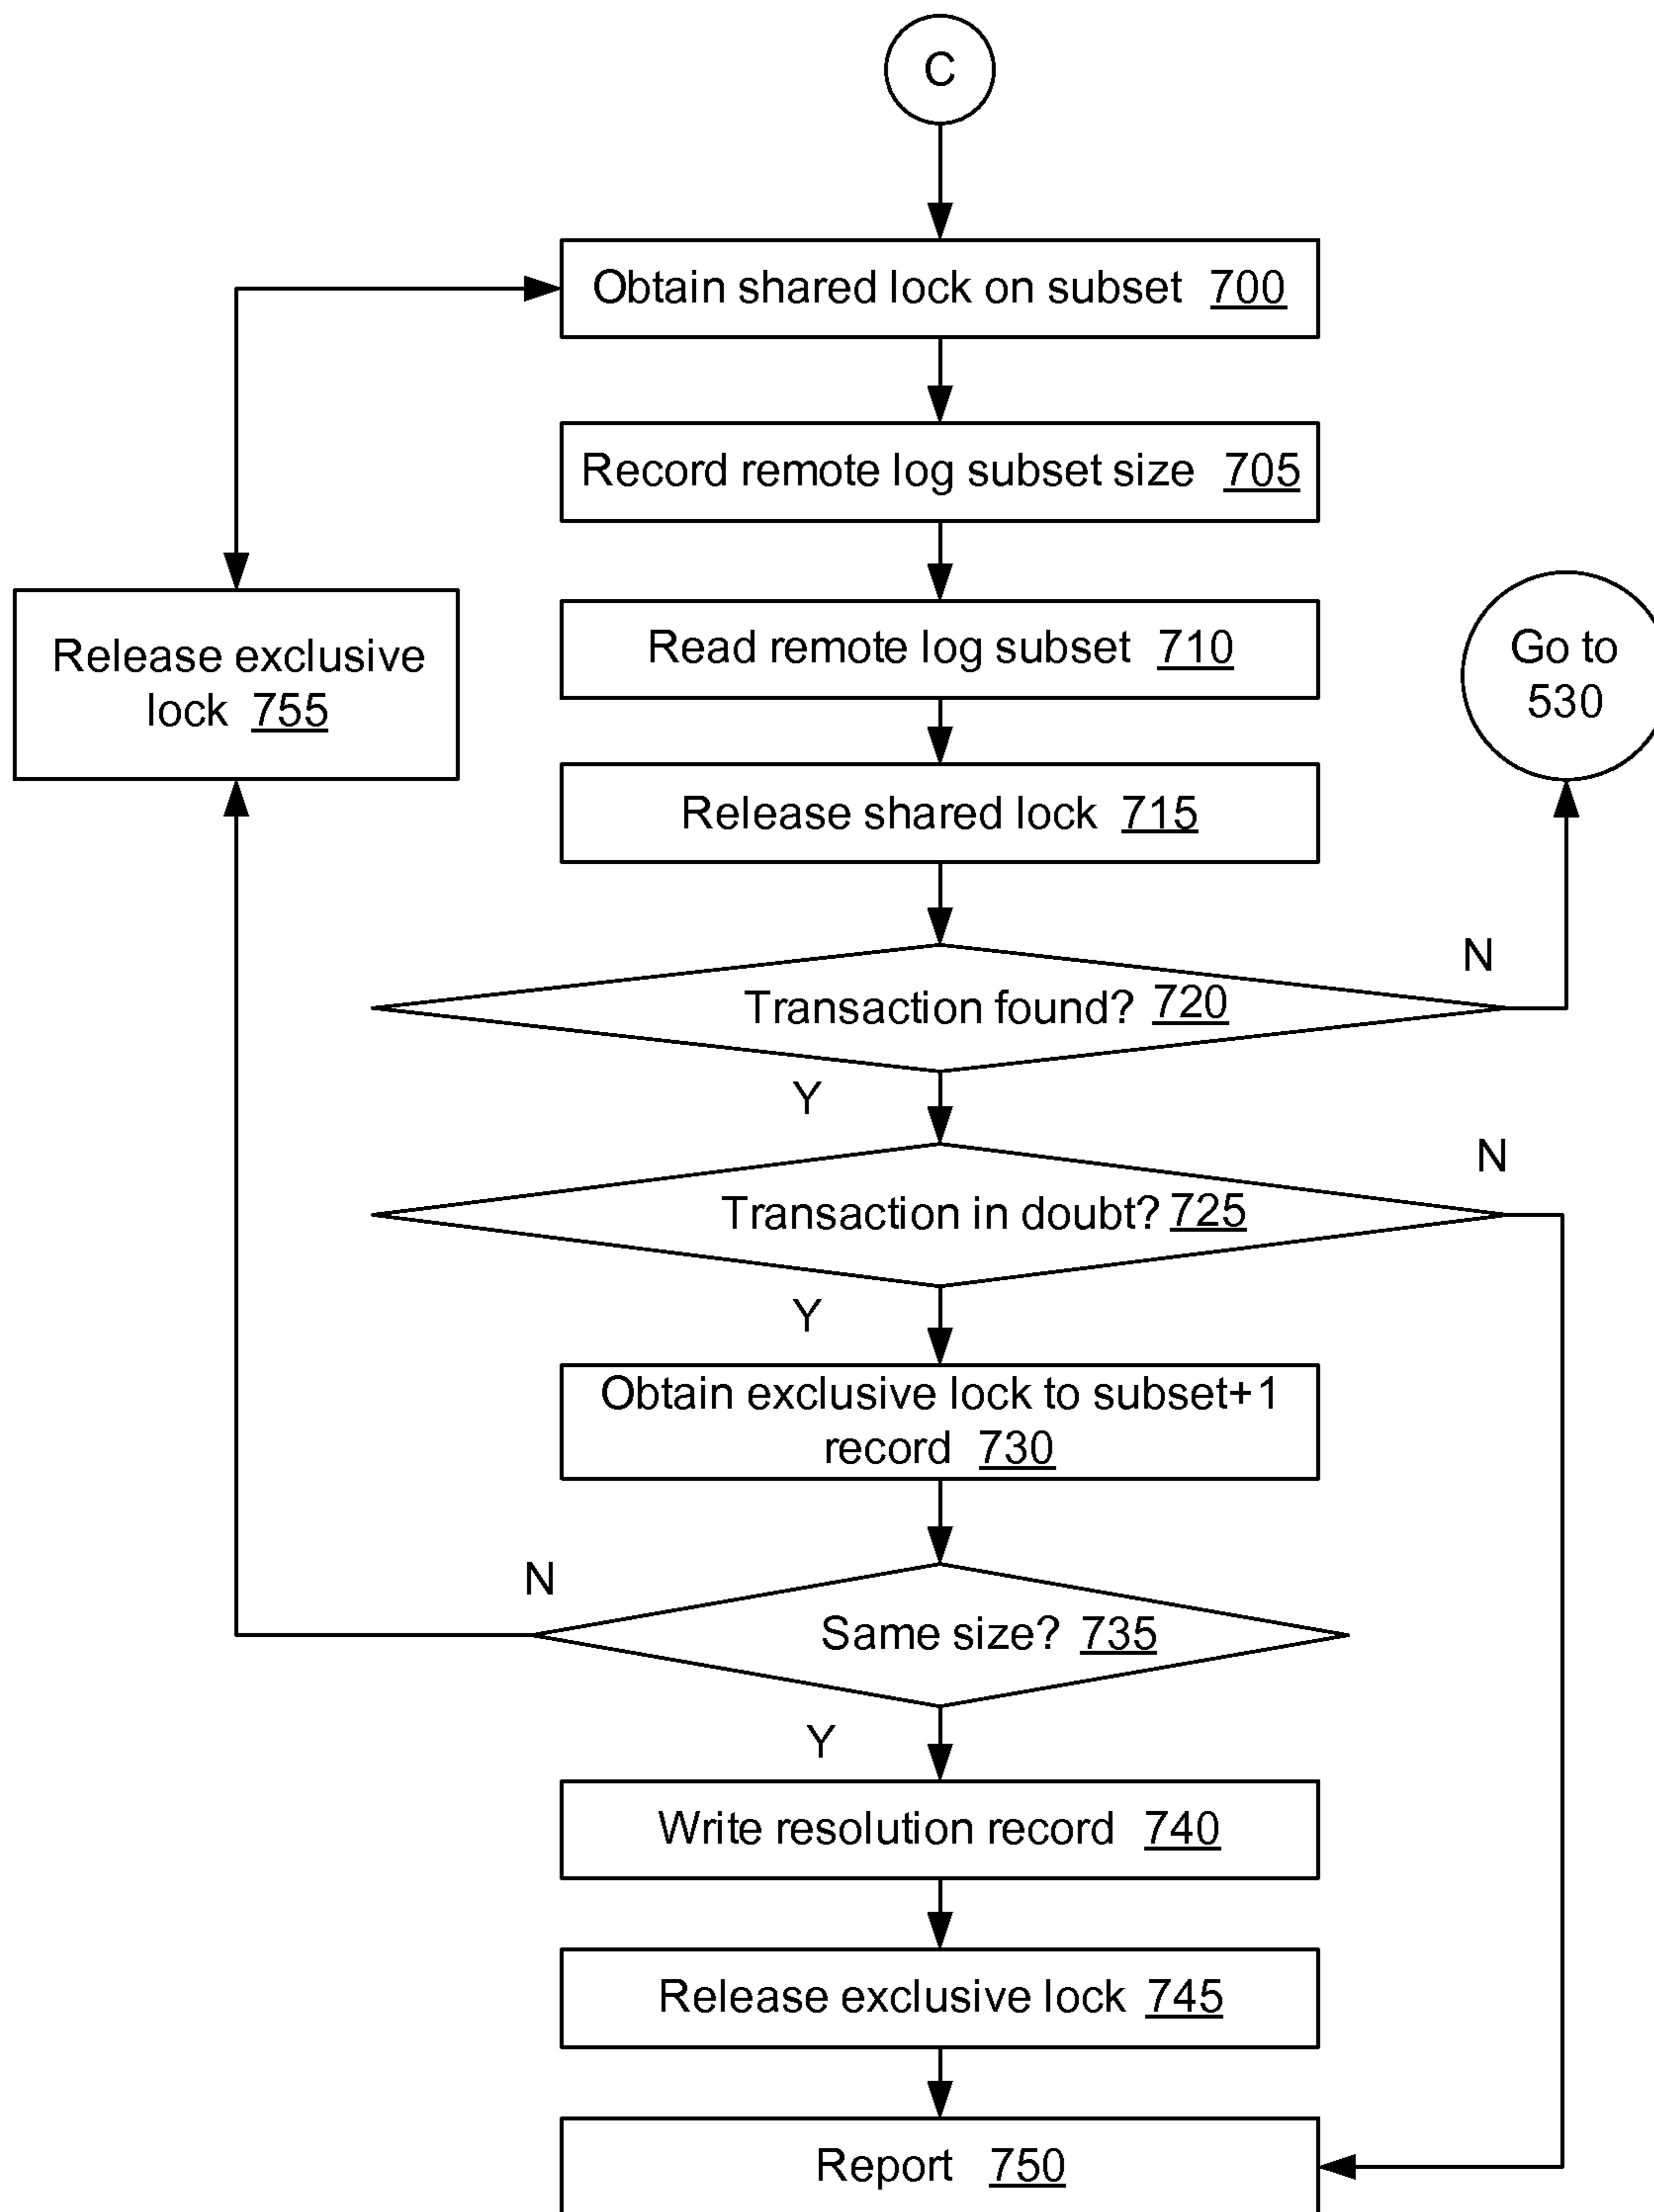 C
Obtain shared lock on subset 700
Record remote log subset size 705
Release exclusive
lock 755
Read remote log subset 710
Go to
530
Release shared lock 715
N
Transaction found? 720
Y
N
Transaction in doubt? 725
Y
Obtain exclusive lock to subset+1
record 730
N
Same size? 735
Y
Write resolution record 740
Release exclusive lock 745
Report 750